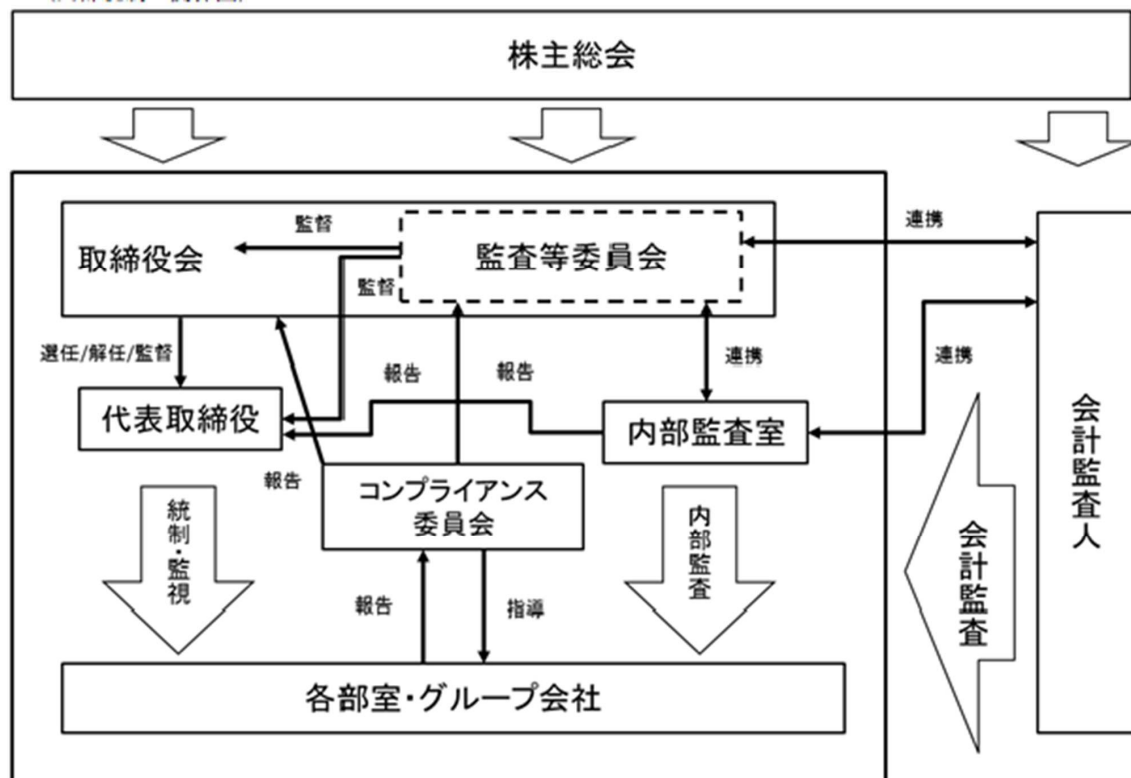 株主総会
監督
連携
取締役会
監査等委員会
監督
選任/解任/監督
報告
報告
連携
連携
代表取締役
内部監査室
報告
コンプライアンス
委員会
統制・監視
内部監査
会計監査
会計監査人
報告
指導
各部室・グループ会社